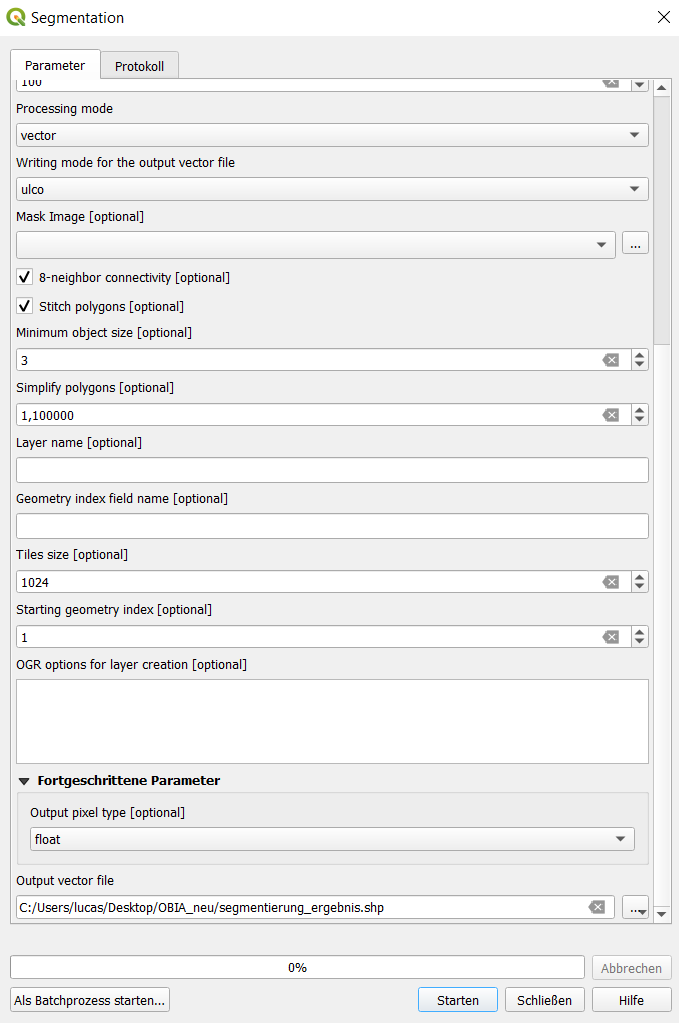 Segmentation
Parameter
Protokoll
100
Processing mode
vector
Writing mode for the output vector file
ulco
Mask Image [optional]
...
8-neighbor connectivity [optional]
Stitch polygons [optional]
Minimum object size [optional]
3
Simplify polygons [optional]
1,100000
Layer name [optional]
Geometry index field name [optional]
Tiles size [optional]
1024
Starting geometry index [optional]
1
OGR options for layer creation [optional]
Fortgeschrittene Parameter
Output pixel type [optional]
float
Output vector file
C:/Users/lucas/Desktop/OBIA_neu/segmentierung_ergebnis.shp
...
0%
Abbrechen
Als Batchprozess starten...
Starten
Schließen
Hilfe